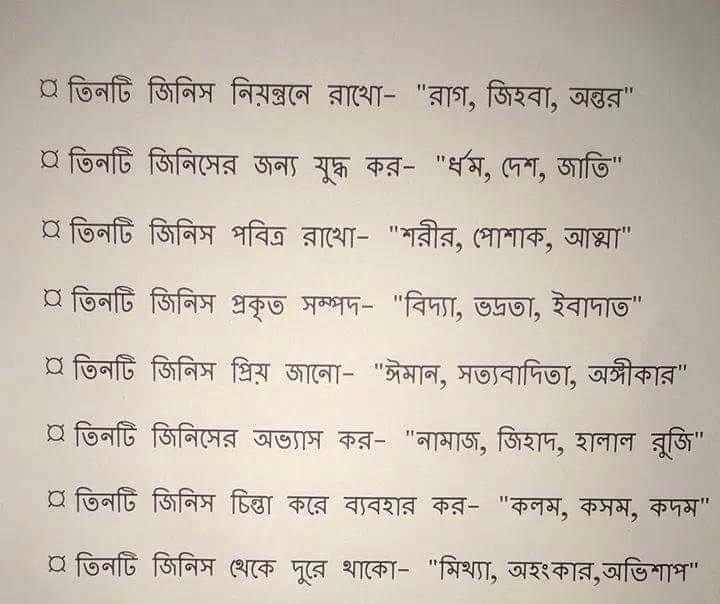 ¤ তিনটি জিনিস নিয়ন্ত্রনে রাখো- "রাগ, জিহবা, অন্তর"
¤ তিনটি জিনিসের জন্য যুদ্ধ কর- "র্ধম, দেশ, জাতি"
¤ তিনটি জিনিস পবিত্র রাখো- "শরীর, পোশাক, আত্মা"
¤ তিনটি জিনিস প্রকৃত সম্পদ- "বিদ্যা, ভদ্রতা, ইবাদাত"
¤ তিনটি জিনিস প্রিয় জানো- "ঈমান, সত্যবাদিতা, অঙ্গীকার"
¤ তিনটি জিনিসের অভ্যাস কর- "নামাজ, জিহাদ, হালাল রুজি"
¤ তিনটি জিনিস চিন্তা করে ব্যবহার কর- "কলম, কসম, কদম"
¤ তিনটি জিনিস থেকে দূরে থাকো- "মিথ্যা, অহংকার,অভিশাপ"